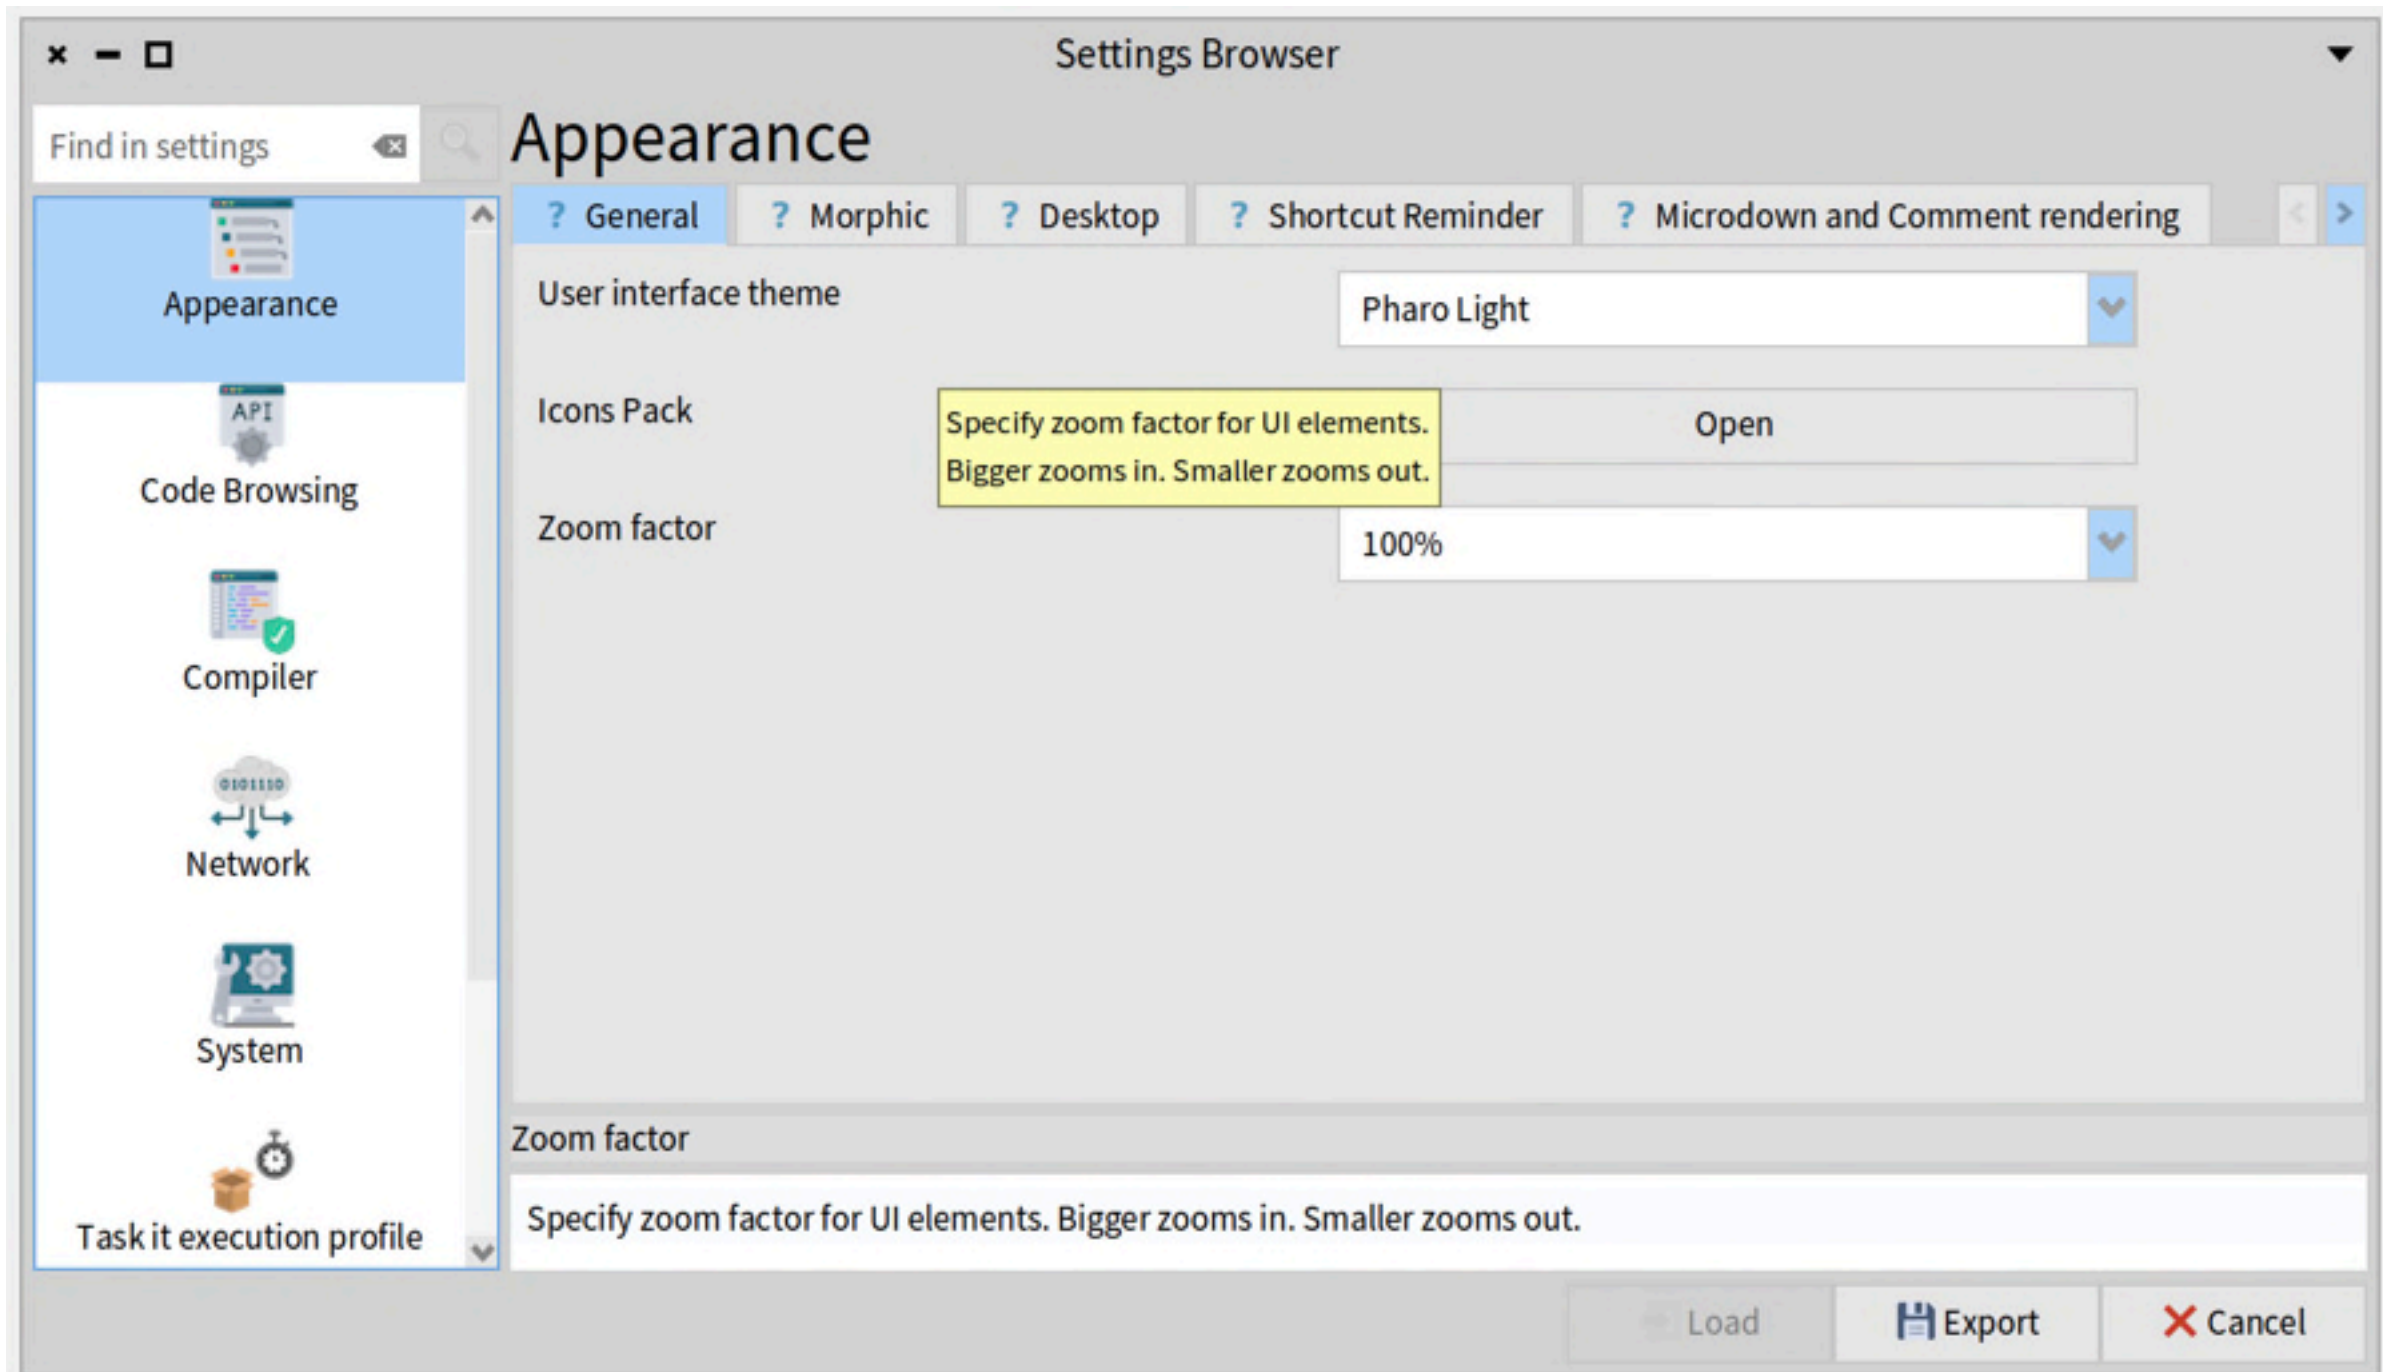 Settings Browser
Find in settings
Appearance
? General
? Morphic
? Desktop
? Shortcut Reminder
? Microdown and Comment rendering
< >
Appearance
API
Code Browsing
Compiler
0101110
Network
System
Task it execution profile
User interface theme
Pharo Light
Icons Pack
Open
Specify zoom factor for UI elements.
Bigger zooms in. Smaller zooms out.
Zoom factor
100%
Zoom factor
Specify zoom factor for UI elements. Bigger zooms in. Smaller zooms out.
Load
Export
Cancel